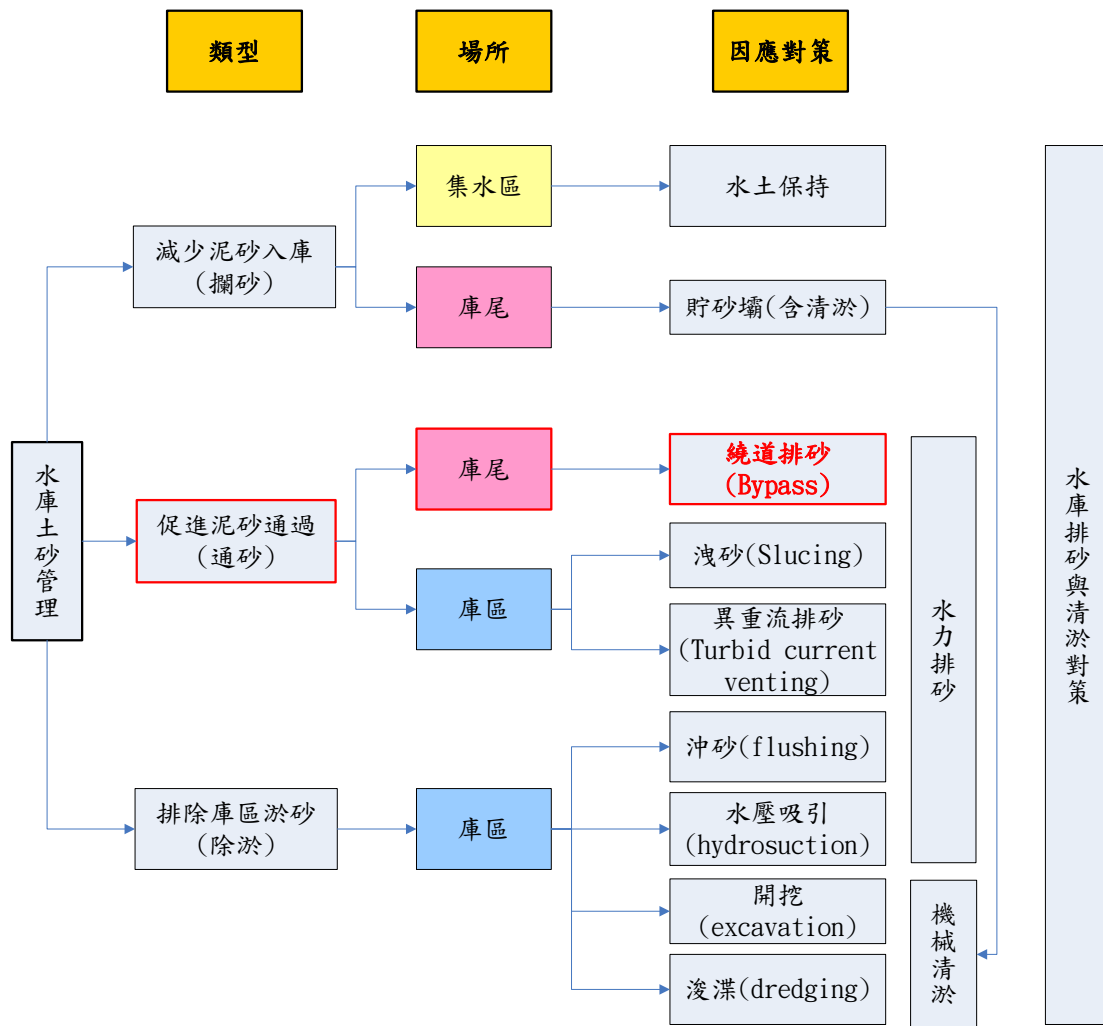 類型
場所
因應對策
集水區
水土保持
減少泥砂入庫
(攔砂)
庫尾
貯砂壩(含清淤)
水庫土砂管理
促進泥砂通過
(通砂)
庫尾
繞道排砂
(Bypass)
庫區
洩砂(Slucing)
異重流排砂
(Turbid current
venting)
排除庫區淤砂
(除淤)
庫區
沖砂(flushing)
水壓吸引
(hydrosuction)
開挖
(excavation)
浚渫(dredging)
水力排砂
機械清淤
水庫排砂與清淤對策